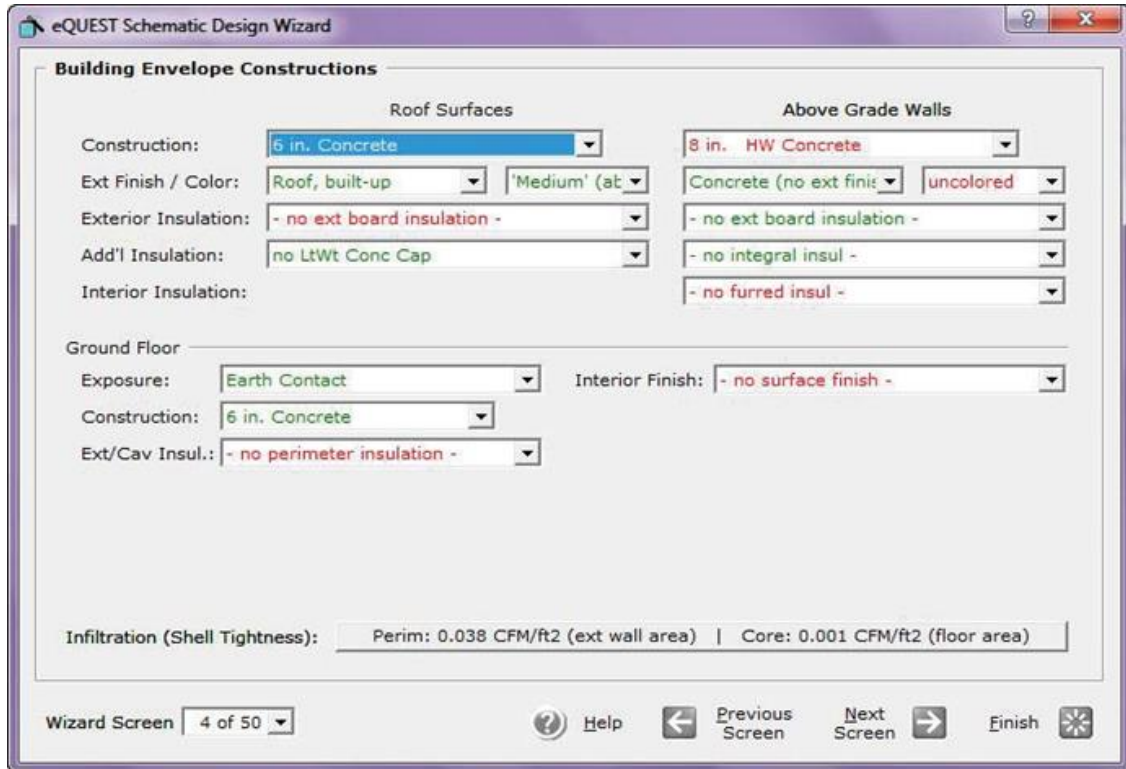 eQUEST Schematic Design Wizard
Building Envelope Constructions
Roof Surfaces Above Grade Walls
Construction: 6 in. Concrete 8 in. HW Concrete
Ext Finish / Color: Roof, built-up 'Medium' (ab Concrete (no ext finis uncolored
Exterior Insulation: - no ext board insulation - - no ext board insulation -
Add'l Insulation: no LtWt Conc Cap - no integral insul -
Interior Insulation: - no furred insul -
Ground Floor
Exposure: Earth Contact Interior Finish: - no surface finish -
Construction: 6 in. Concrete
Ext/Cav Insul.: - no perimeter insulation -
Infiltration (Shell Tightness): Perim: 0.038 CFM/ft2 (ext wall area) | Core: 0.001 CFM/ft2 (floor area)
Wizard Screen 4 of 50 Help Previous Screen Next Screen Finish